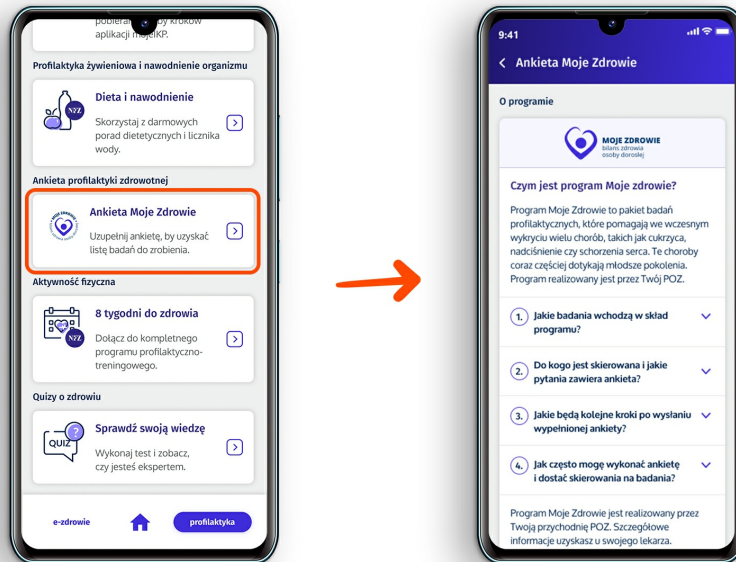 aplikacji mojeIKP.
Profilaktyka żywieniowa i nawodnienie organizmu
Dieta i nawodnienie
NFZ
Skorzystaj z darmowych
porad dietetycznych i licznika
wody.
Ankieta profilaktyki zdrowotnej
Ankieta Moje Zdrowie
Uzupełnij ankietę, by uzyskać
listę badań do zrobienia.
Aktywność fizyczna
8 tygodni do zdrowia
NFZ
Dołącz do kompletnego
programu profilaktyczno-
treningowego.
Quizy o zdrowiu
Sprawdź swoją wiedzę
?
QUIZ
Wykonaj test i zobacz,
czy jesteś ekspertem.
e-zdrowie
profilaktyka
9:41
Ankieta Moje Zdrowie
O programie
MOJE ZDROWIE
bilans zdrowia
osoby dorosłej
Czym jest program Moje zdrowie?
Program Moje Zdrowie to pakiet badań
profilaktycznych, które pomagają we wczesnym
wykryciu wielu chorób, takich jak cukrzyca,
nadciśnienie czy schorzenia serca. Te choroby
coraz częściej dotykają młodsze pokolenia.
Program realizowany jest przez Twój POZ.
1. Jakie badania wchodzą w skład
programu?
2. Do kogo jest skierowana i jakie
pytania zawiera ankieta?
3. Jakie będą kolejne kroki po wysłaniu
wypełnionej ankiety?
4. Jak często mogę wykonać ankietę
i dostać skierowania na badania?
Program Moje Zdrowie jest realizowany przez
Twoją przychodnię POZ. Szczegółowe
informacje uzyskasz u swojego lekarza.